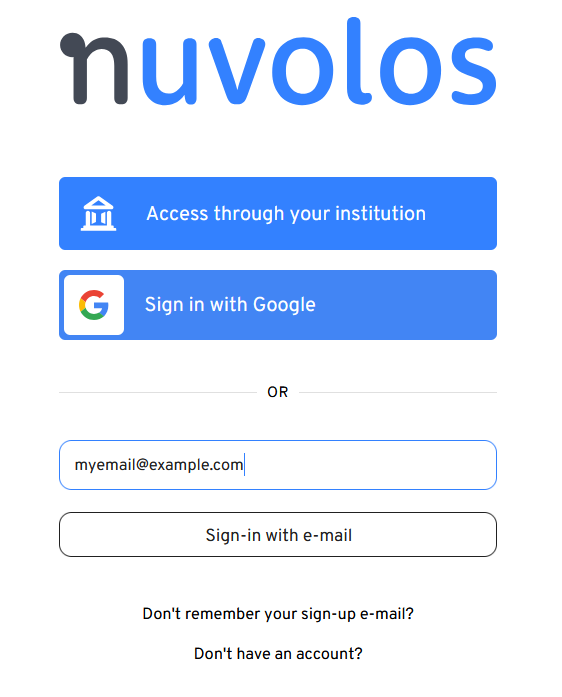 nuvolos
Access through your institution
Sign in with Google
OR
myemail@example.com
Sign-in with e-mail
Don't remember your sign-up e-mail?
Don't have an account?